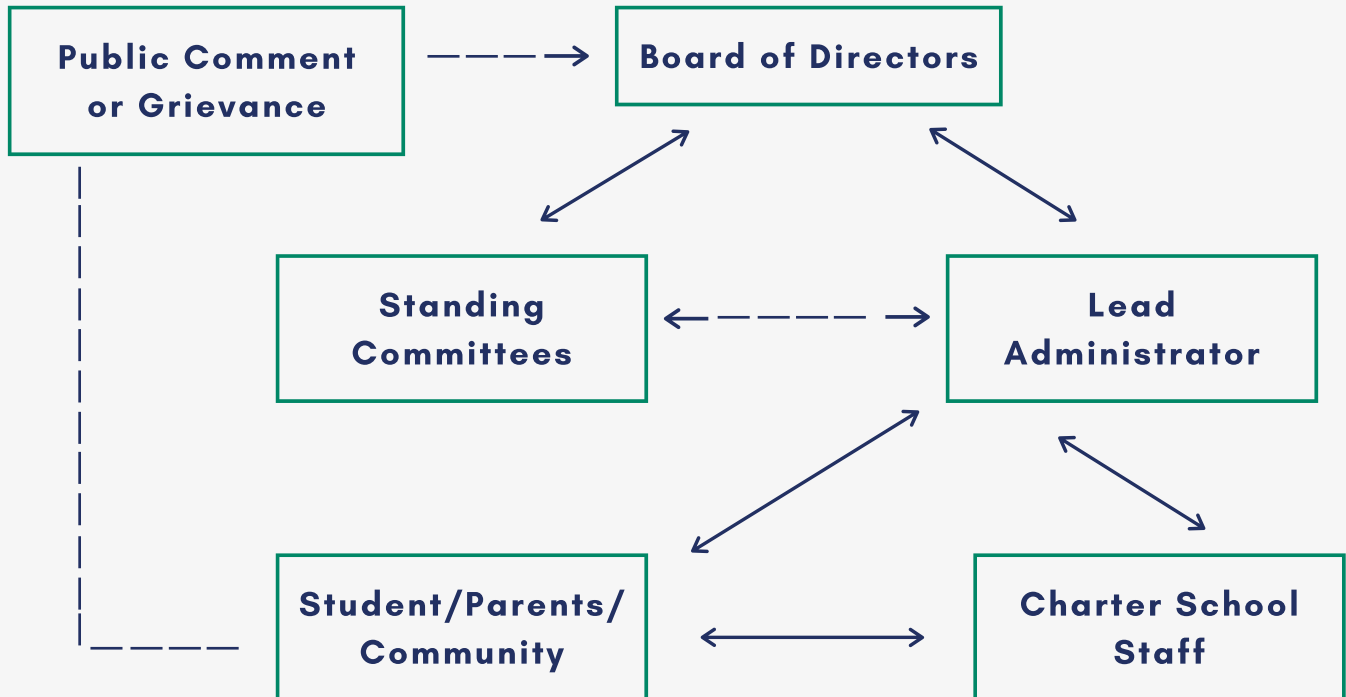 Public Comment
or Grievance
Board of Directors
Standing
Committees
Lead
Administrator
Student/Parents/
Community
Charter School
Staff